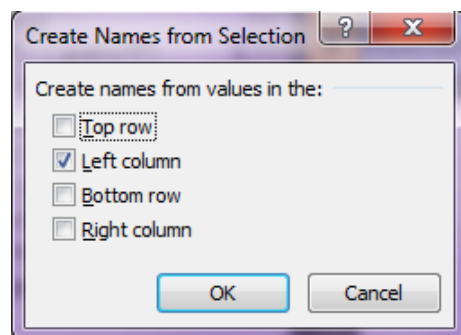 Create Names from Selection ? X
Create names from values in the:
Top row
Left column
Bottom row
Right column
OK Cancel